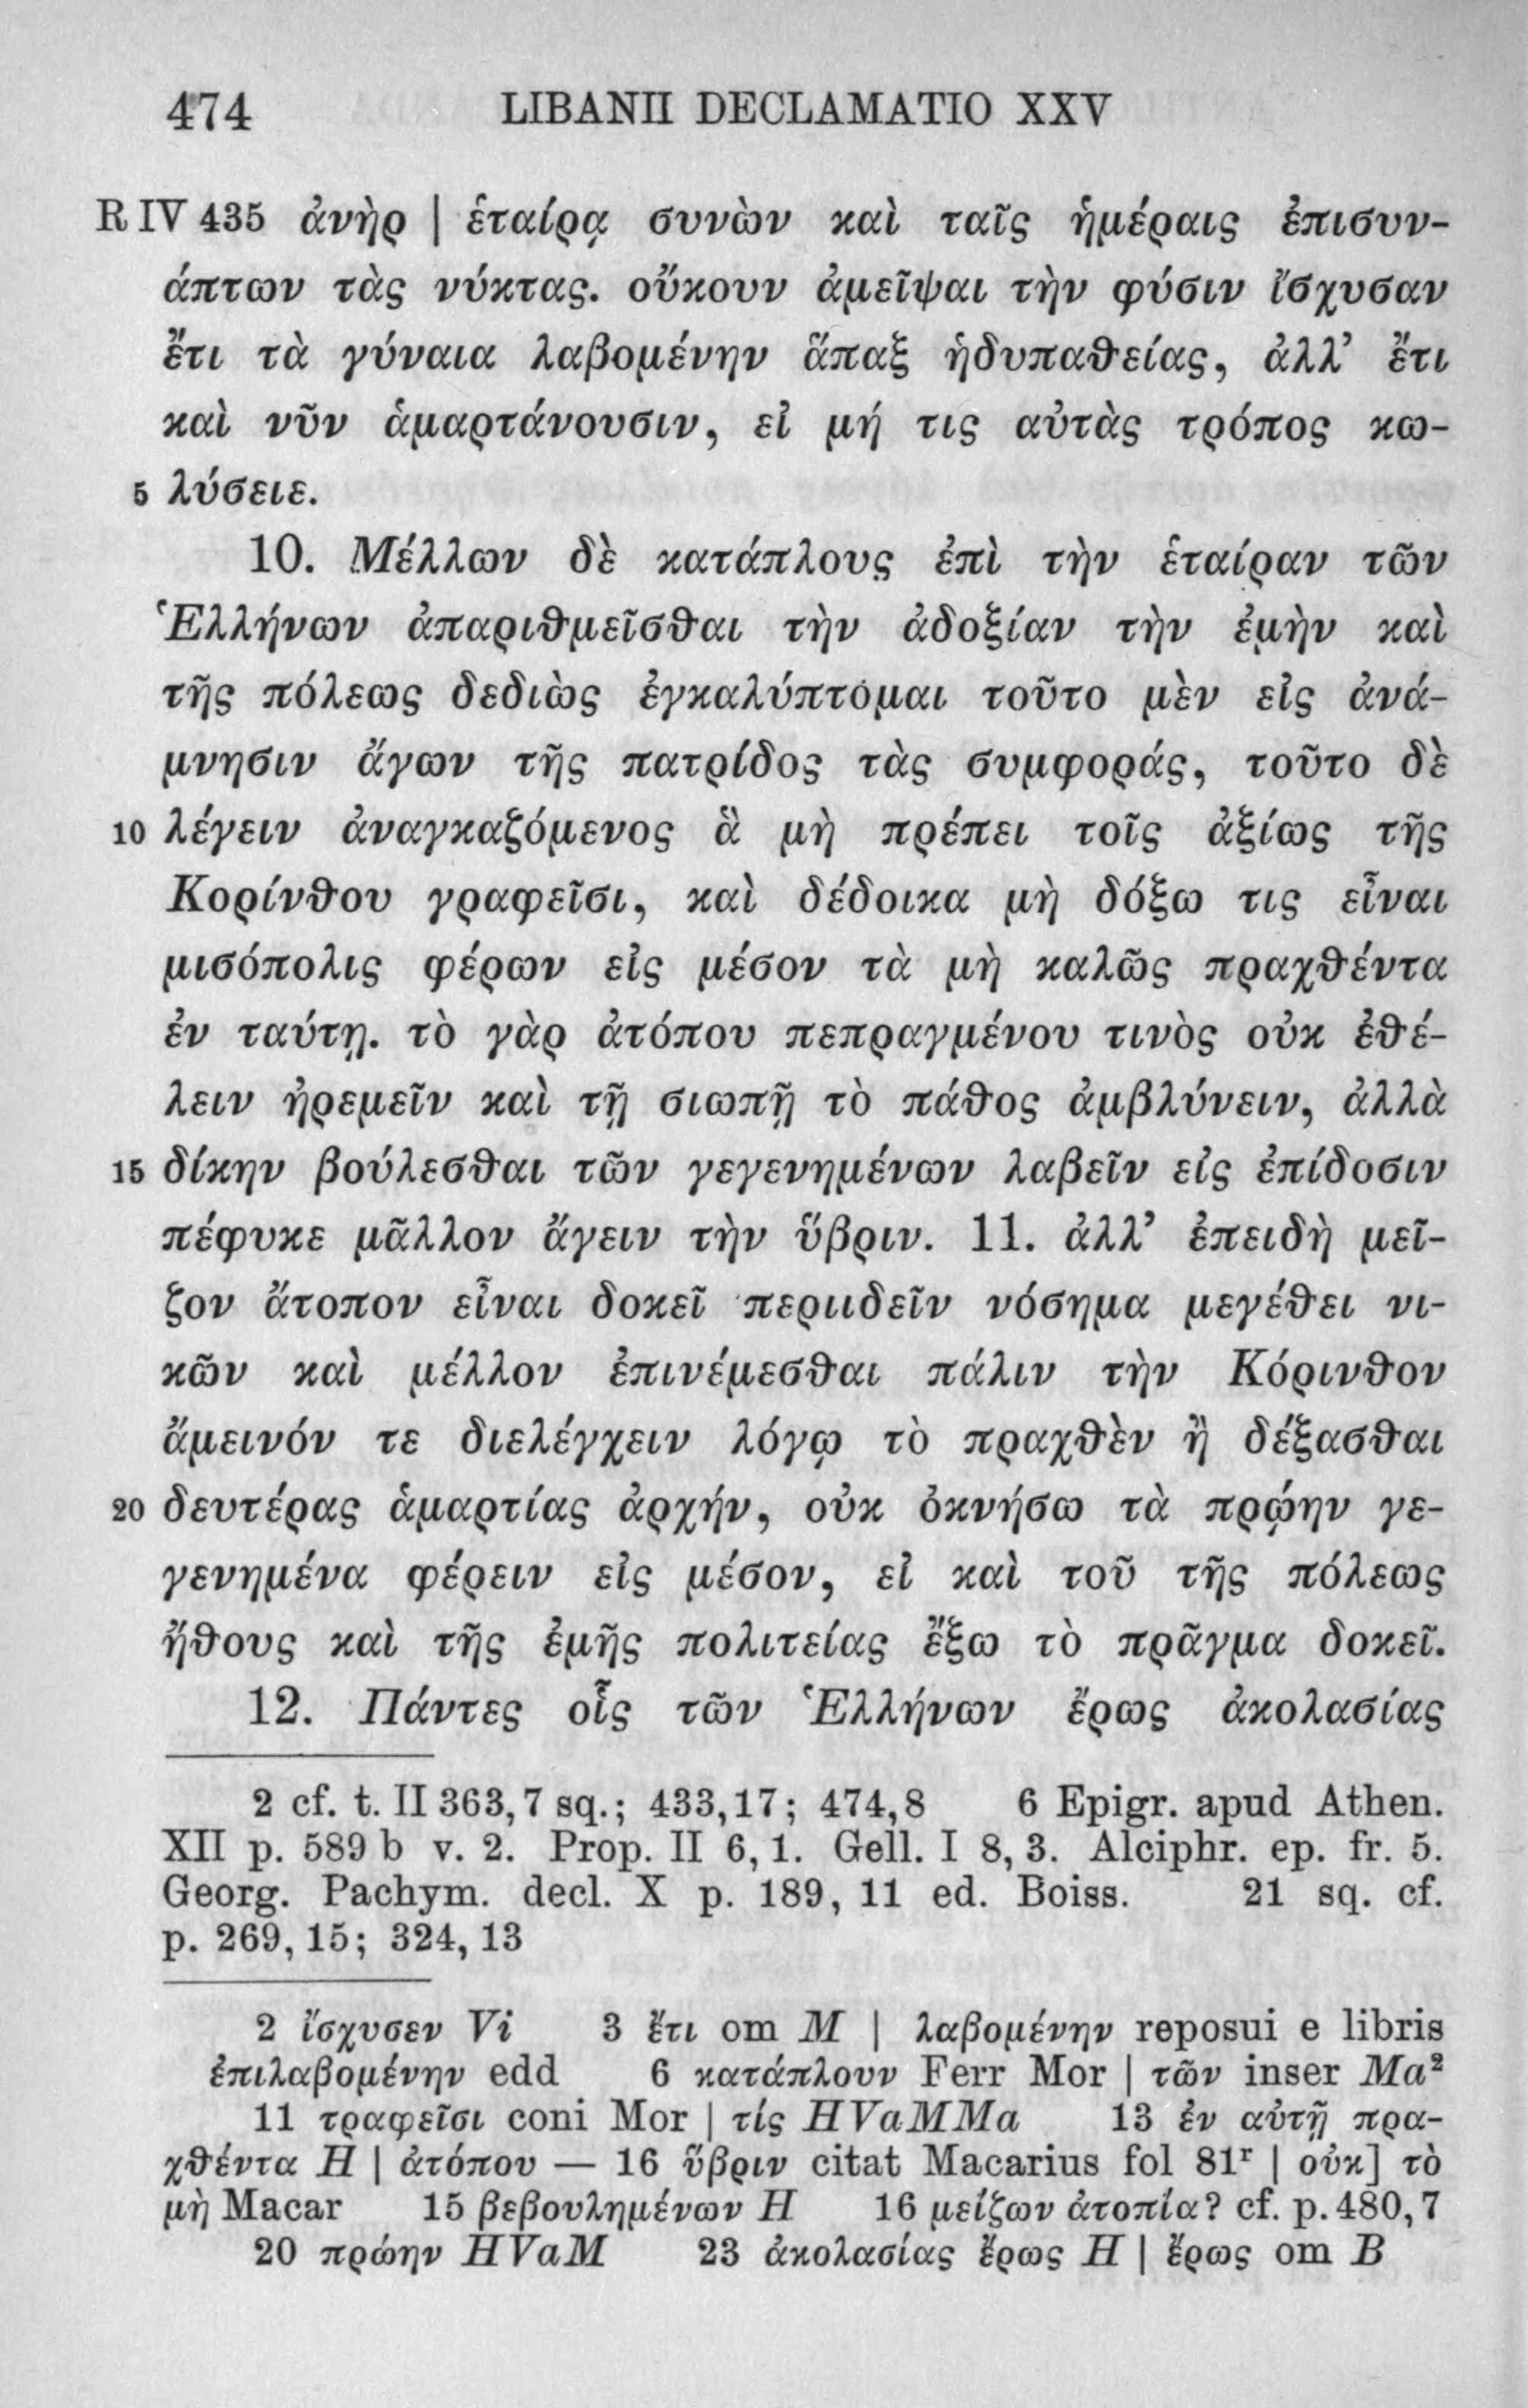 474 LIBANII DECLAMATIO XXV
R IV 435 ἀνὴρ | ἑταίρᾳ συνὼν καὶ ταῖς ἡμέραις ἐπισυν-
άπτων τὰς νύκτας. οὔκουν ἀμεῖψαι τὴν φύσιν ἴσχυσαν
ἔτι τὰ γύναια λαβομένην ἅπαξ ἡδυπαθείας, ἀλλ’ ἔτι
καὶ νῦν ἁμαρτάνουσιν, εἰ μή τις αὐτὰς τρόπος κω-
5 λύσειε.
10. Μέλλων δὲ κατάπλους ἐπὶ τὴν ἑταίραν τῶν
Ἑλλήνων ἀπαριθμεῖσθαι τὴν ἀδοξίαν τὴν ἐμὴν καὶ
τῆς πόλεως δεδιὼς ἐγκαλύπτομαι τοῦτο μὲν εἰς ἀνά-
μνησιν ἄγων τῆς πατρίδος τὰς συμφοράς, τοῦτο δὲ
10 λέγειν ἀναγκαζόμενος ἃ μὴ πρέπει τοῖς ἀξίως τῆς
Κορίνθου γραφεῖσι, καὶ δέδοικα μὴ δόξω τις εἶναι
μισόπολις φέρων εἰς μέσον τὰ μὴ καλῶς πραχθέντα
ἐν ταύτῃ. τὸ γὰρ ἀτόπου πεπραγμένου τινὸς οὐκ ἐθέ-
λειν ἠρεμεῖν καὶ τῇ σιωπῇ τὸ πάθος ἀμβλύνειν, ἀλλὰ
15 δίκην βούλεσθαι τῶν γεγενημένων λαβεῖν εἰς ἐπίδοσιν
πέφυκε μᾶλλον ἄγειν τὴν ὕβριν. 11. ἀλλ’ ἐπειδὴ μεῖ-
ζον ἄτοπον εἶναι δοκεῖ περιιδεῖν νόσημα μεγέθει νι-
κῶν καὶ μέλλον ἐπινέμεσθαι πάλιν τὴν Κόρινθον
ἄμεινόν τε διελέγχειν λόγῳ τὸ πραχθὲν ἢ δέξασθαι
20 δευτέρας ἁμαρτίας ἀρχήν, οὐκ ὀκνήσω τὰ πρῴην γε-
γενημένα φέρειν εἰς μέσον, εἰ καὶ τοῦ τῆς πόλεως
ἤθους καὶ τῆς ἐμῆς πολιτείας ἔξω τὸ πρᾶγμα δοκεῖ.
12. Πάντες οἷς τῶν Ἑλλήνων ἔρως ἀκολασίας
2 cf. t. II 363,7 sq.; 433,17; 474,8 6 Epigr. apud Athen.
XII p. 589 b v. 2. Prop. II 6, 1. Gell. I 8, 3. Alciphr. ep. fr. 5.
Georg. Pachym. decl. X p. 189, 11 ed. Boiss. 21 sq. cf.
p. 269, 15; 324, 13
2 ἴσχυσεν Vi 3 ἔτι om M | λαβομένην reposui e libris
ἐπιλαβομένην edd 6 κατάπλουν Ferr Mor | τῶν inser Ma²
11 τραφεῖσι coni Mor | τίς HVaMMa 13 ἐν αὐτῇ πρα-
χθέντα H | ἀτόπου — 16 ὕβριν citat Macarius fol 81ʳ | οὐκ] τὸ
μὴ Macar 15 βεβουλημένων H 16 μείζων ἀτοπία? cf. p. 480, 7
20 πρώην HVaM 23 ἀκολασίας ἔρως H | ἔρως om B